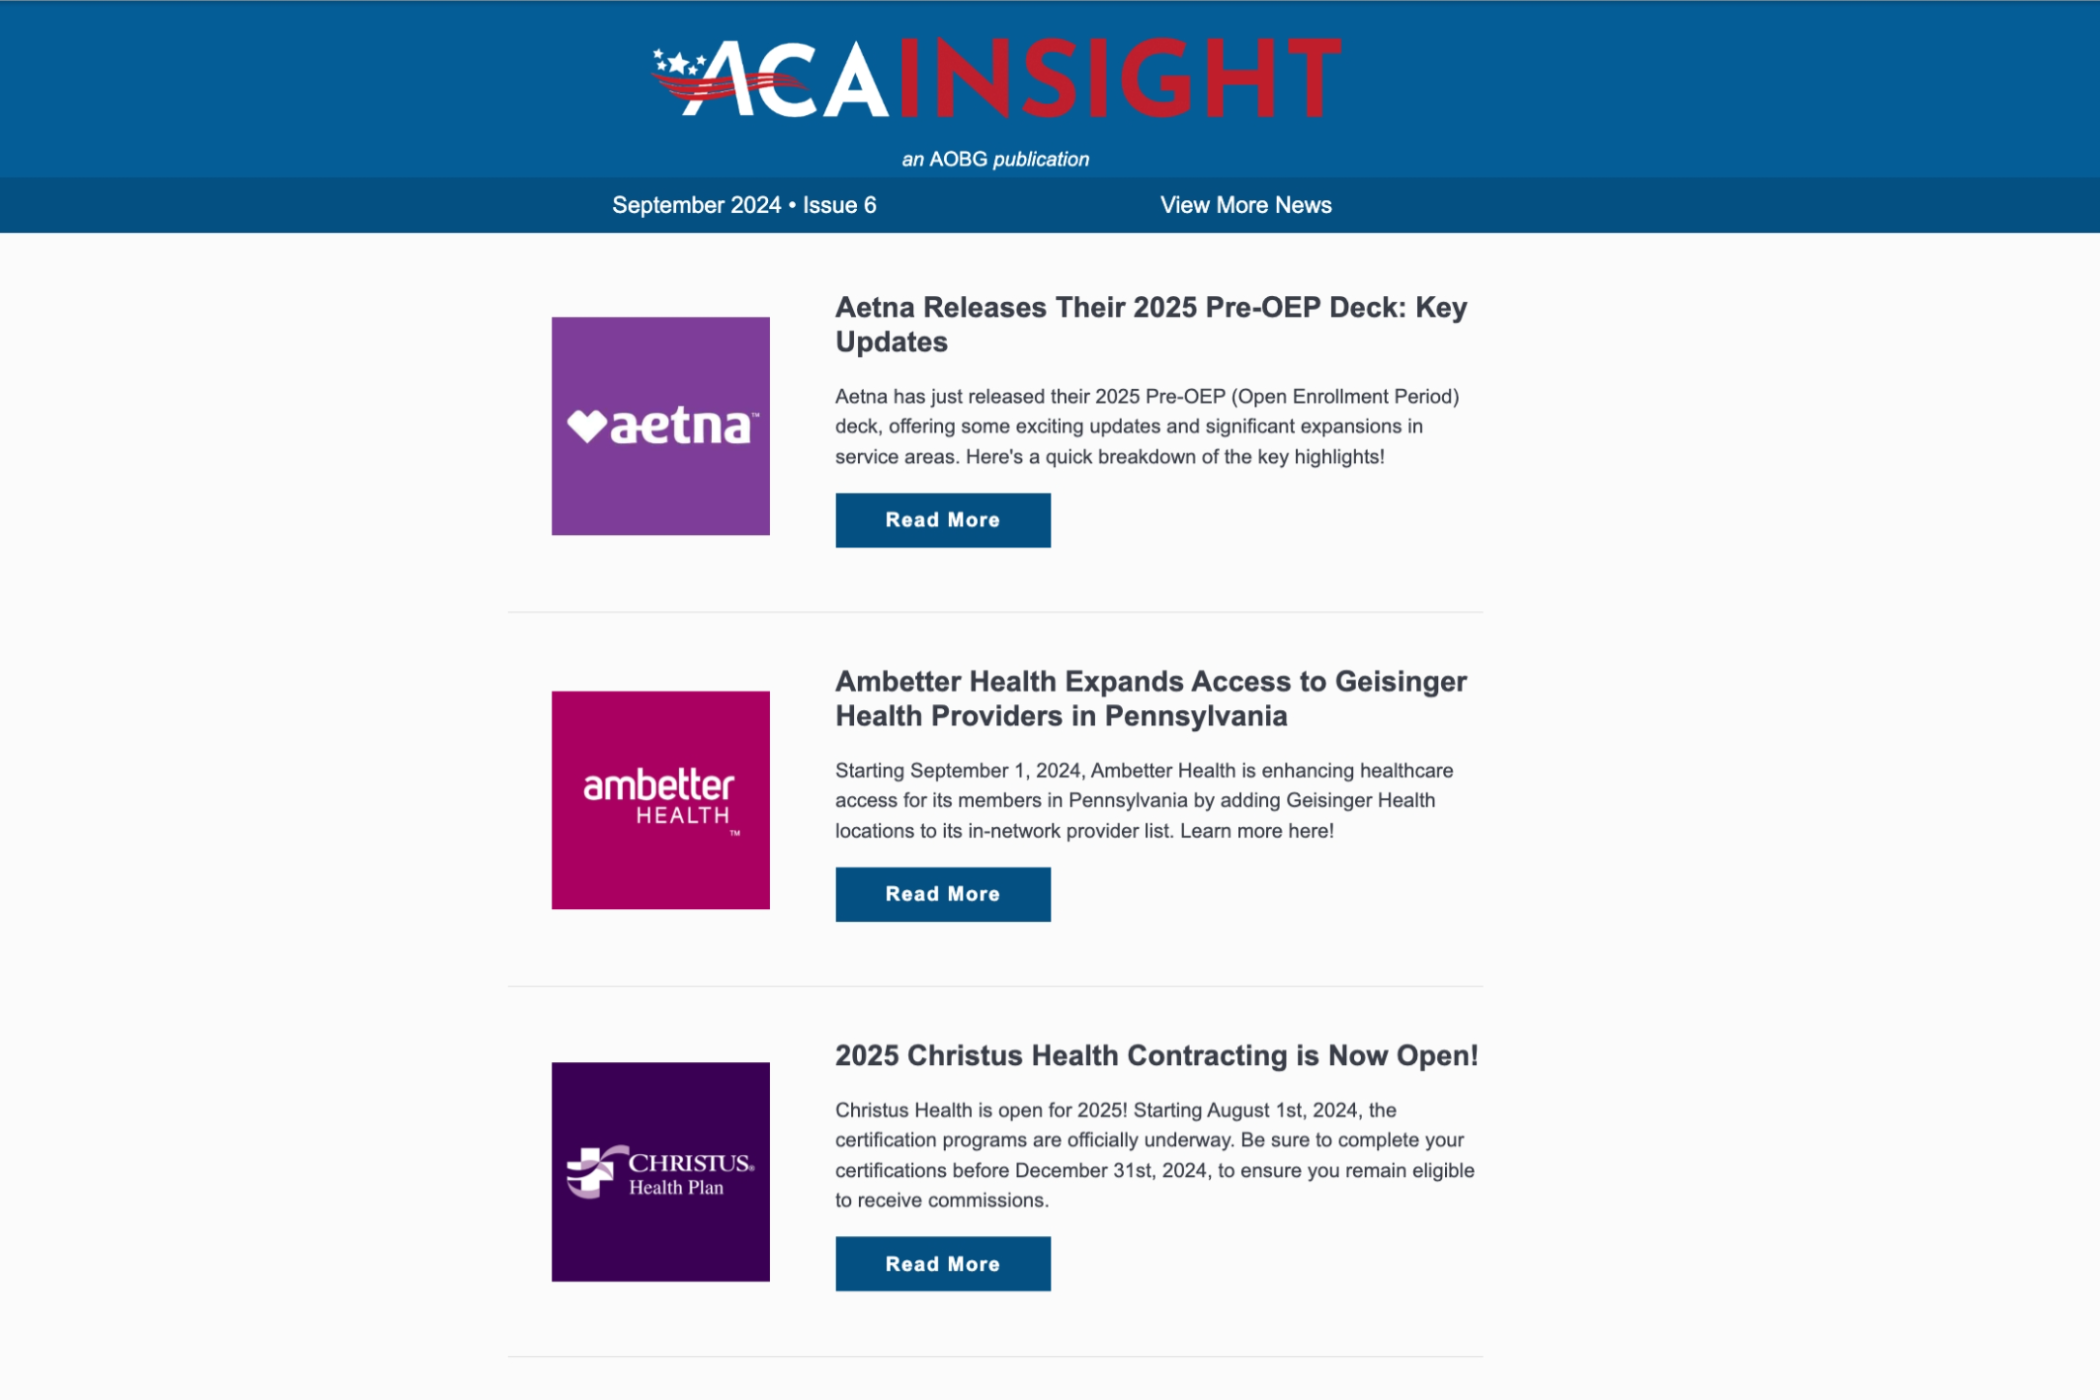 ACAINSIGHT
an AOBG publication
September 2024 • Issue 6
View More News
Aetna Releases Their 2025 Pre-OEP Deck: Key
Updates
aetna™
Aetna has just released their 2025 Pre-OEP (Open Enrollment Period)
deck, offering some exciting updates and significant expansions in
service areas. Here's a quick breakdown of the key highlights!
Read More
Ambetter Health Expands Access to Geisinger
Health Providers in Pennsylvania
ambetter
HEALTH
™
Starting September 1, 2024, Ambetter Health is enhancing healthcare
access for its members in Pennsylvania by adding Geisinger Health
locations to its in-network provider list. Learn more here!
Read More
2025 Christus Health Contracting is Now Open!
CHRISTUS®
Health Plan
Christus Health is open for 2025! Starting August 1st, 2024, the
certification programs are officially underway. Be sure to complete your
certifications before December 31st, 2024, to ensure you remain eligible
to receive commissions.
Read More